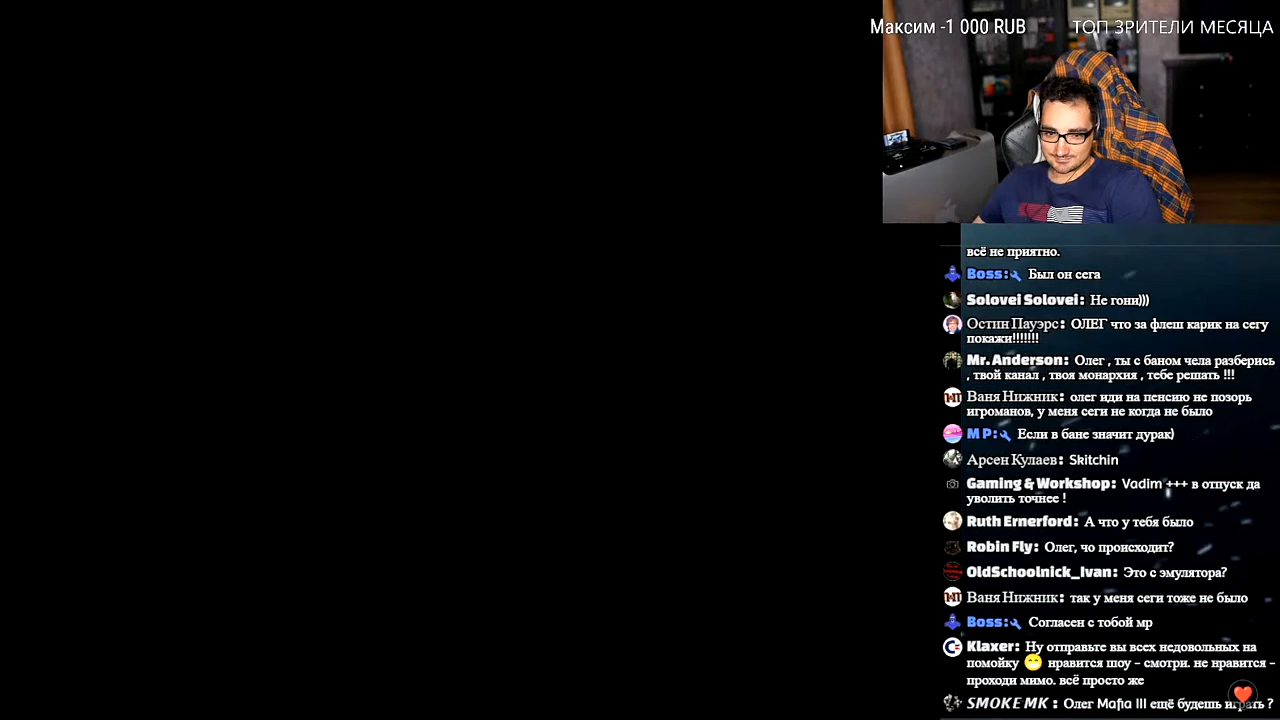 Максим -1 000 RUB
ТОП ЗРИТЕЛИ МЕСЯЦА
всё не приятно.
Boss: Был он сега
Solovei Solovei: Не гони)))
Остин Пауэрс: ОЛЕГ что за флеш карик на сегу
покажи!!!!!!!
Mr. Anderson: Олег , ты с баном чела разберись
, твой канал , твоя монархия , тебе решать !!!
Ваня Нижник: олег иди на пенсию не позорь
игроманов, у меня сеги не когда не было
M P: Если в бане значит дурак)
Арсен Кулаев: Skitchin
Gaming & Workshop: Vadim +++ в отпуск да
уволить точнее !
Ruth Ernerford: А что у тебя было
Robin Fly: Олег, чо происходит?
OldSchoolnick_Ivan: Это с эмулятора?
Ваня Нижник: так у меня сеги тоже не было
Boss: Согласен с тобой мр
Klaxer: Ну отправьте вы всех недовольных на
помойку 😁 нравится шоу - смотри. не нравится -
проходи мимо. всё просто же
SMOKE MK : Олег Mafia III ещё будешь играть ?